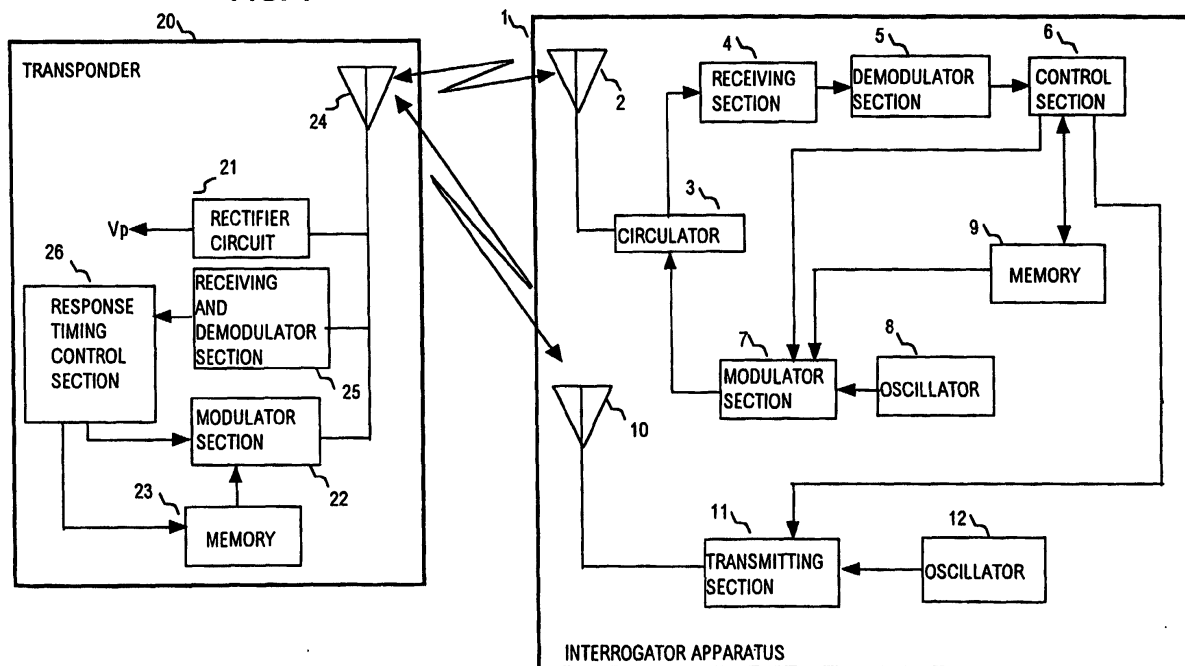 20
TRANSPONDER
24
21
RECTIFIER
CIRCUIT
Vp
26
RESPONSE
TIMING
CONTROL
SECTION
RECEIVING
AND
DEMODULATOR
SECTION
25
MODULATOR
SECTION
22
23
MEMORY
1
2
4
RECEIVING
SECTION
5
DEMODULATOR
SECTION
6
CONTROL
SECTION
3
CIRCULATOR
9
MEMORY
7
MODULATOR
SECTION
8
OSCILLATOR
10
11
TRANSMITTING
SECTION
12
OSCILLATOR
INTERROGATOR APPARATUS